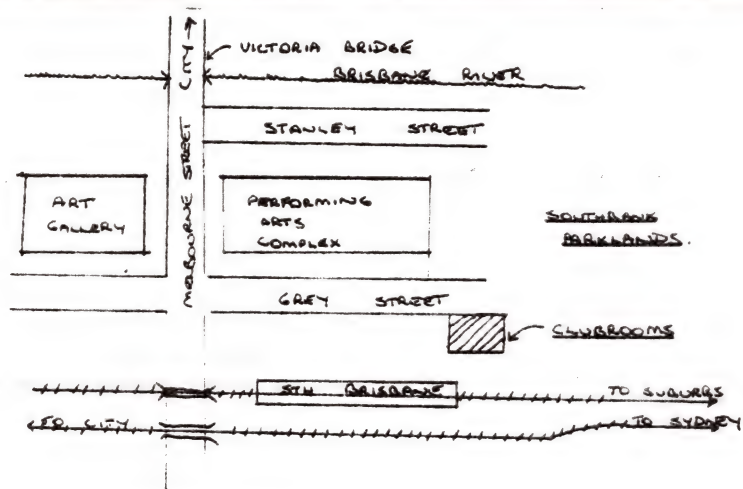 CITY →
VICTORIA BRIDGE
BRISBANE RIVER
STANLEY STREET
MELBOURNE STREET
ART
GALLERY
PERFORMING
ARTS
COMPLEX
SOUTHBANK
PARKLANDS.
GREY STREET
CLUBROOMS
STH BRISBANE
TO SUBURBS
TO CITY
TO SYDNEY